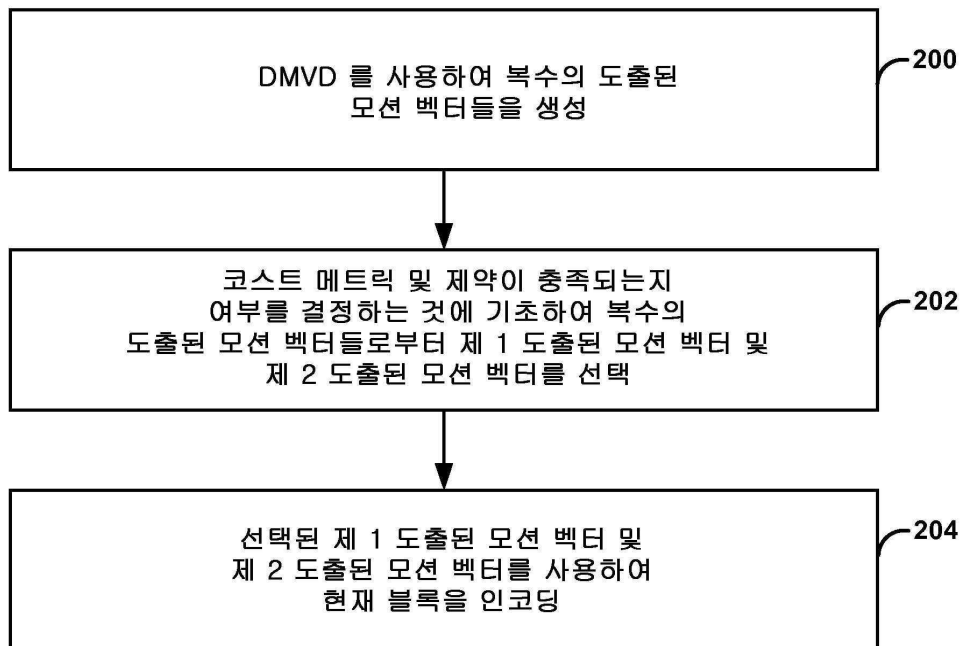 DMVD 를 사용하여 복수의 도출된
모션 벡터들을 생성
200
코스트 메트릭 및 제약이 충족되는지
여부를 결정하는 것에 기초하여 복수의
도출된 모션 벡터들로부터 제 1 도출된 모션 벡터 및
제 2 도출된 모션 벡터를 선택
202
선택된 제 1 도출된 모션 벡터 및
제 2 도출된 모션 벡터를 사용하여
현재 블록을 인코딩
204